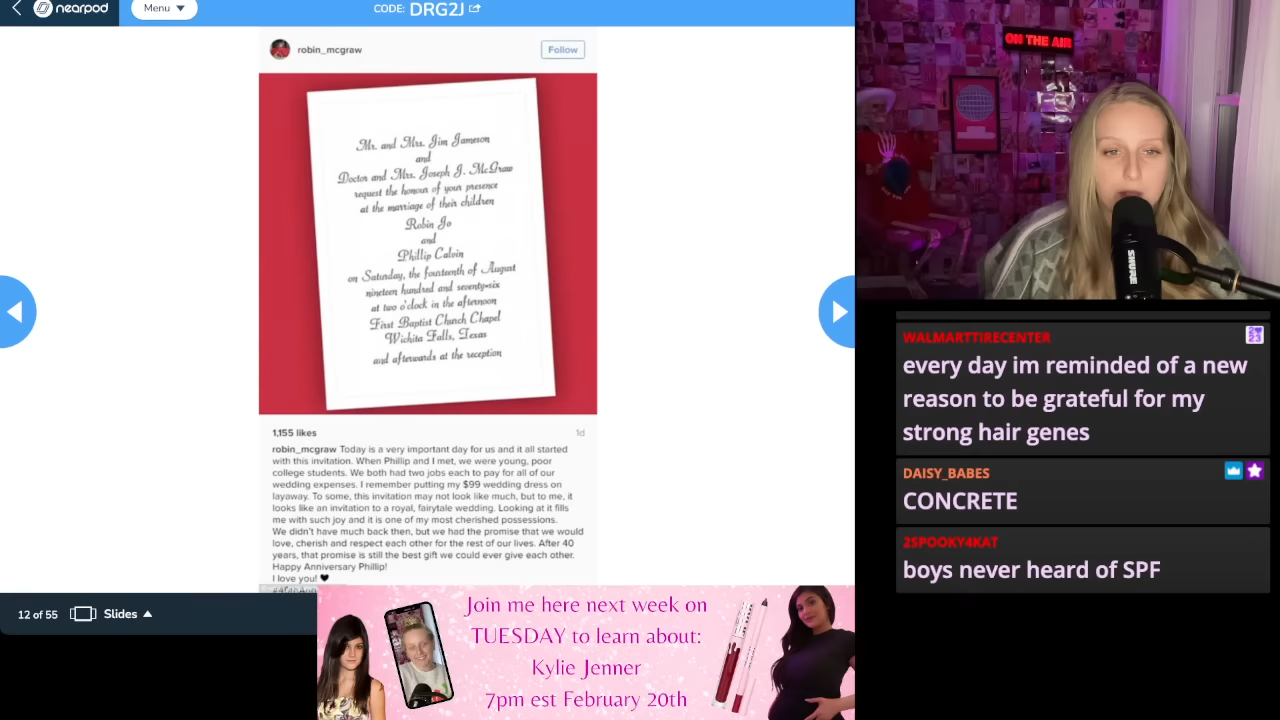 nearpod
Menu
CODE: DRG2J
robin_mcgraw
Follow
Mr. and Mrs. Jim Jameson
and
Doctor and Mrs. Joseph J. McGraw
request the honour of your presence
at the marriage of their children
Robin Jo
and
Phillip Calvin
on Saturday, the fourteenth of August
nineteen hundred and seventy-six
at two o'clock in the afternoon
First Baptist Church Chapel
Wichita Falls, Texas
and afterwards at the reception
1,155 likes
1d
robin_mcgraw Today is a very important day for us and it all started
with this invitation. When Phillip and I met, we were young, poor
college students. We both had two jobs each to pay for all of our
wedding expenses. I remember putting my $99 wedding dress on
layaway. To some, this invitation may not look like much, but to me, it
looks like an invitation to a royal, fairytale wedding. Looking at it fills
me with such joy and it is one of my most cherished possessions.
We didn't have much back then, but we had the promise that we would
love, cherish and respect each other for the rest of our lives. After 40
years, that promise is still the best gift we could ever give each other.
Happy Anniversary Phillip!
I love you! ♥
12 of 55
Slides
Join me here next week on
TUESDAY to learn about:
Kylie Jenner
7pm est February 20th
ON THE AIR
SHURE
WALMARTTIRECENTER
23
every day im reminded of a new
reason to be grateful for my
strong hair genes
DAISY_BABES
CONCRETE
2SPOOKY4KAT
boys never heard of SPF